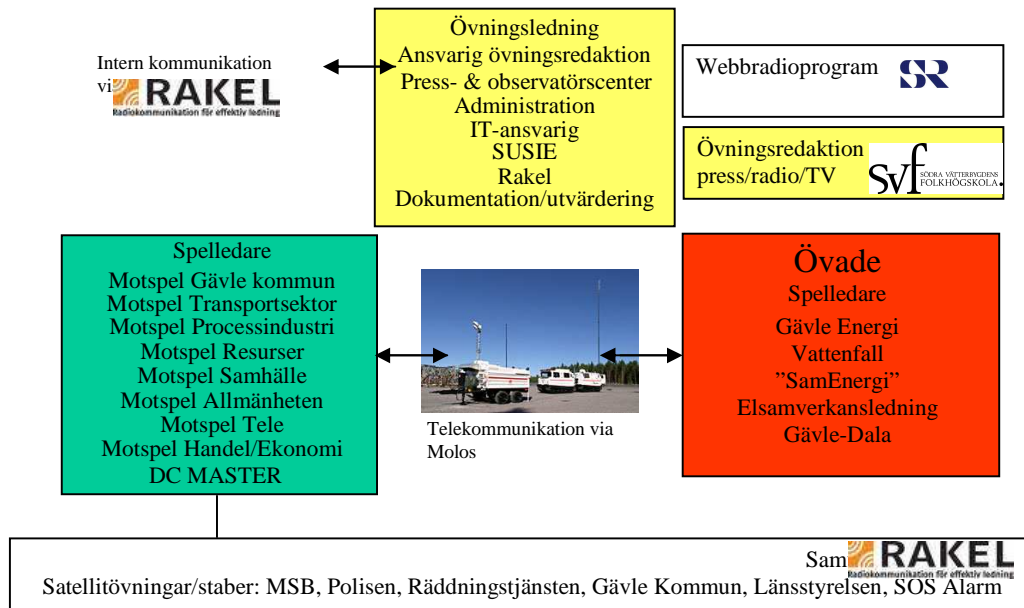 Övningsledning
Ansvarig övningsredaktion
Press- & observatörscenter
Administration
IT-ansvarig
SUSIE
Rakel
Dokumentation/utvärdering
Intern kommunikation
vi
RAKEL
Radiokommunikation för effektiv ledning
Webbradioprogram SR
Övningsredaktion
press/radio/TV
svf SÖDRA VÄTTERBYGDENS
FOLKHÖGSKOLA.
Spelledare
Motspel Gävle kommun
Motspel Transportsektor
Motspel Processindustri
Motspel Resurser
Motspel Samhälle
Motspel Allmänheten
Motspel Tele
Motspel Handel/Ekonomi
DC MASTER
Telekommunikation via
Molos
Övade
Spelledare
Gävle Energi
Vattenfall
”SamEnergi”
Elsamverkansledning
Gävle-Dala
Sam RAKEL
Radiokommunikation för effektiv ledning
Satellitövningar/staber: MSB, Polisen, Räddningstjänsten, Gävle Kommun, Länsstyrelsen, SOS Alarm